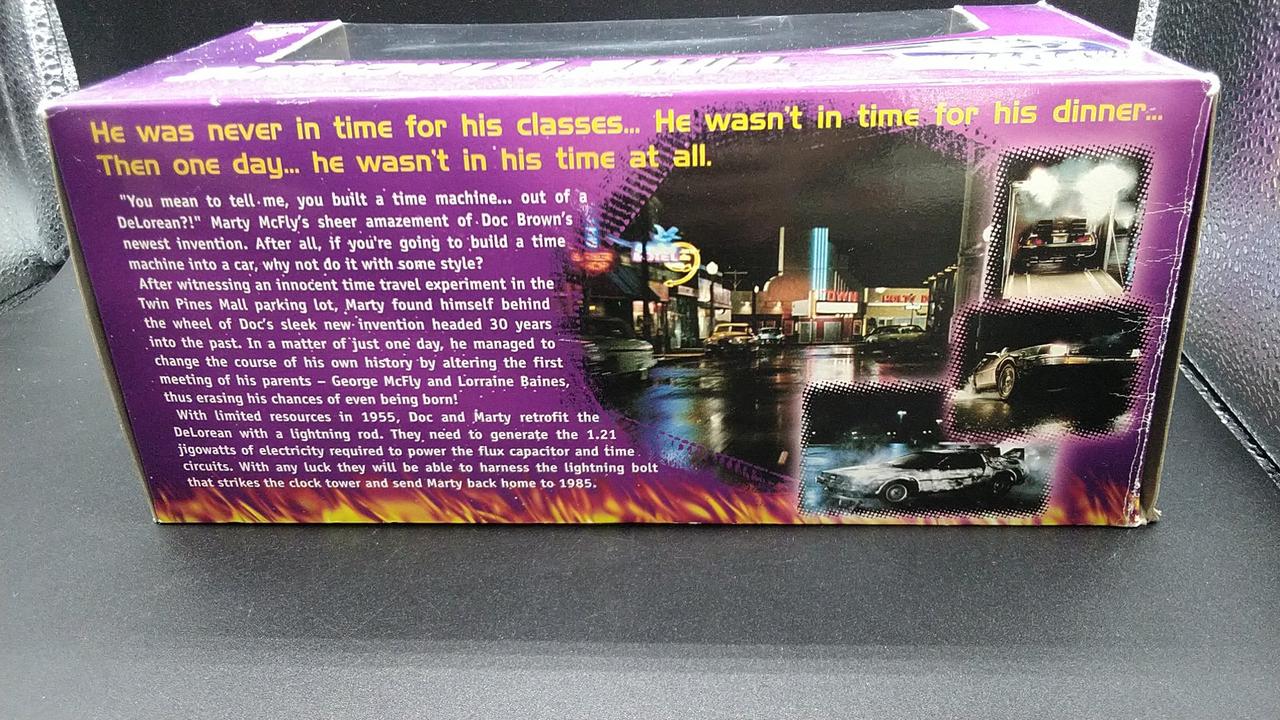 He was never in time for his classes... He wasn't in time for his dinner...
Then one day... he wasn't in his time at all.
"You mean to tell me, you built a time machine... out of a
DeLorean?!" Marty McFly's sheer amazement of Doc Brown's
newest invention. After all, if you're going to build a time
machine into a car, why not do it with some style?
After witnessing an innocent time travel experiment in the
Twin Pines Mall parking lot, Marty found himself behind
the wheel of Doc's sleek new invention headed 30 years
into the past. In a matter of just one day, he managed to
change the course of his own history by altering the first
meeting of his parents – George McFly and Lorraine Baines,
thus erasing his chances of even being born!
With limited resources in 1955, Doc and Marty retrofit the
DeLorean with a lightning rod. They need to generate the 1.21
jigowatts of electricity required to power the flux capacitor and time
circuits. With any luck they will be able to harness the lightning bolt
that strikes the clock tower and send Marty back home to 1985.
TOWN